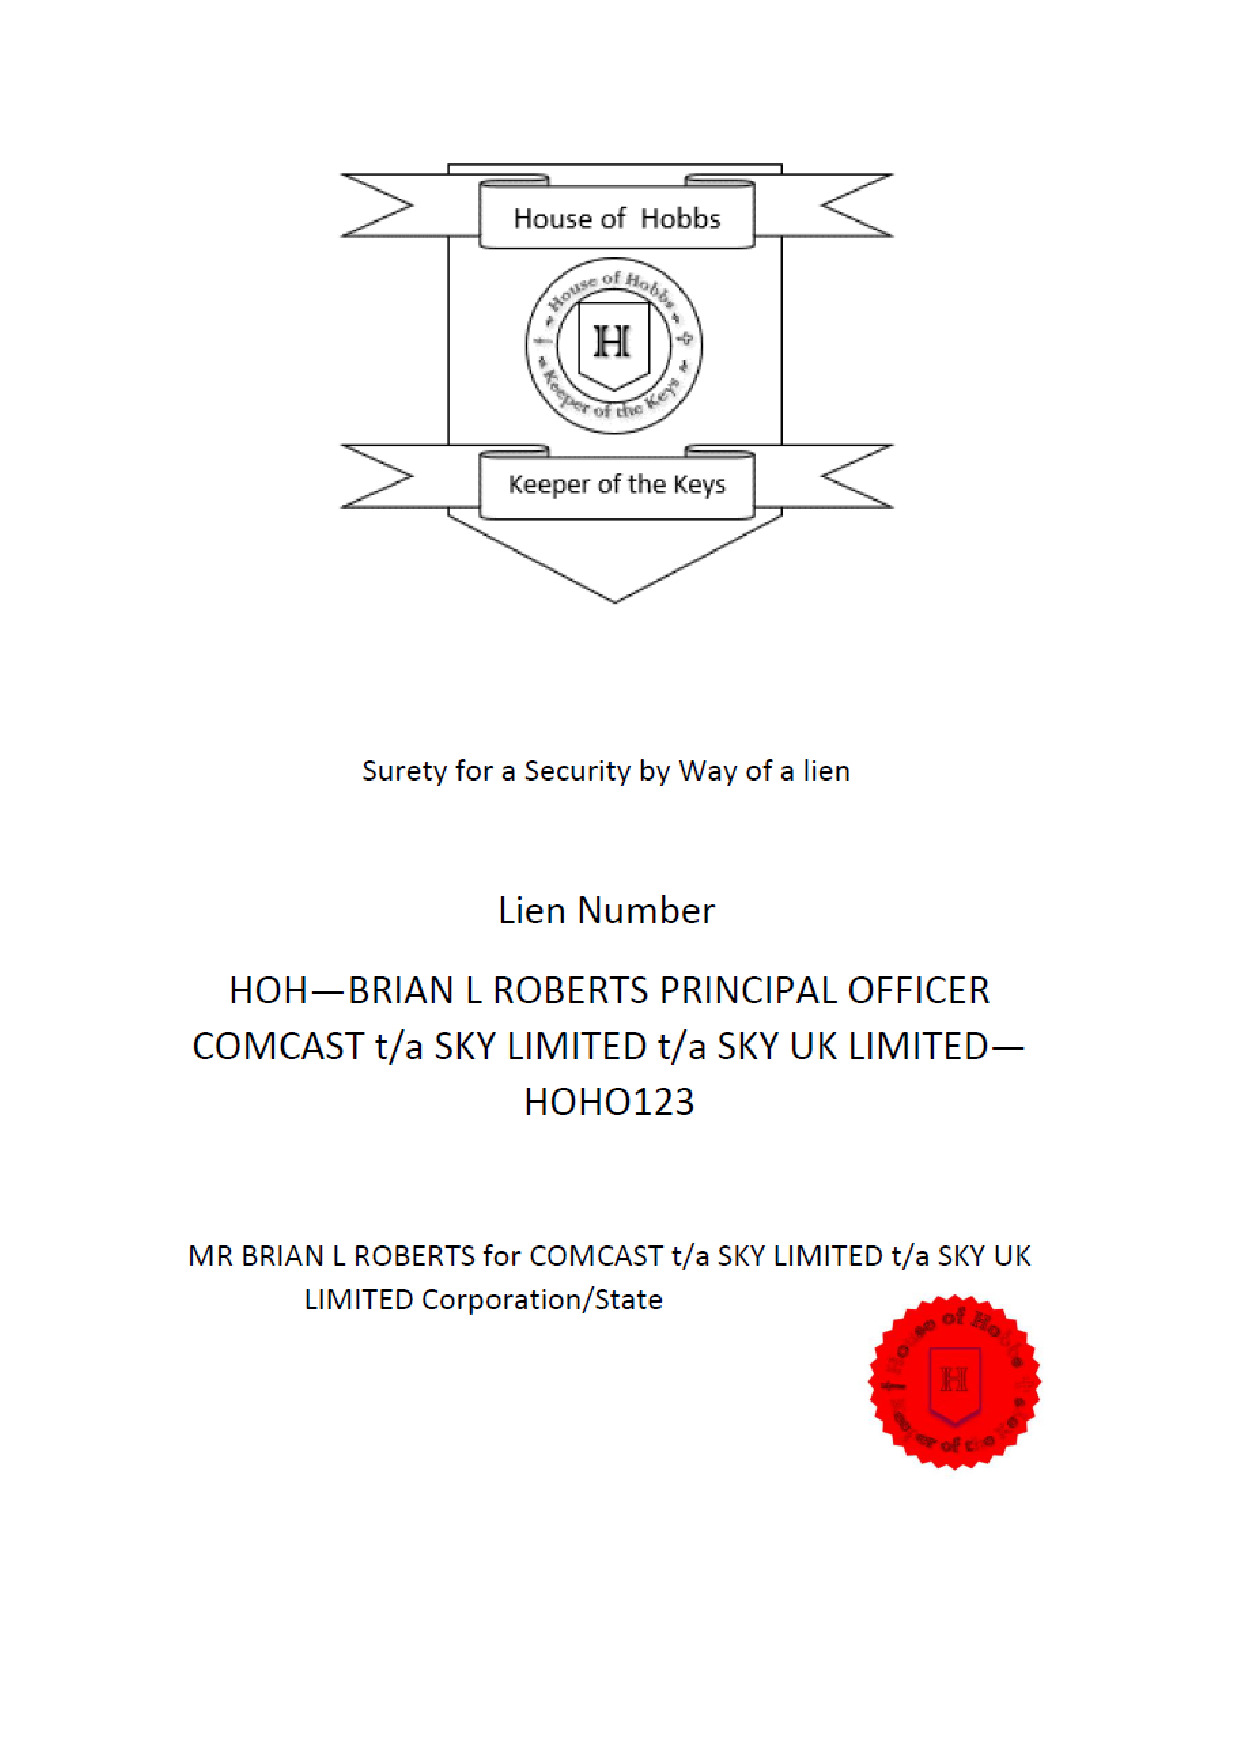 House of Hobbs
House of Hobbs
H
Keeper of the Keys
Keeper of the Keys
Surety for a Security by Way of a lien
Lien Number
HOH—BRIAN L ROBERTS PRINCIPAL OFFICER
COMCAST t/a SKY LIMITED t/a SKY UK LIMITED—
HOHO123
MR BRIAN L ROBERTS for COMCAST t/a SKY LIMITED t/a SKY UK
LIMITED Corporation/State
House of Hobbs
H
Keeper of the Keys